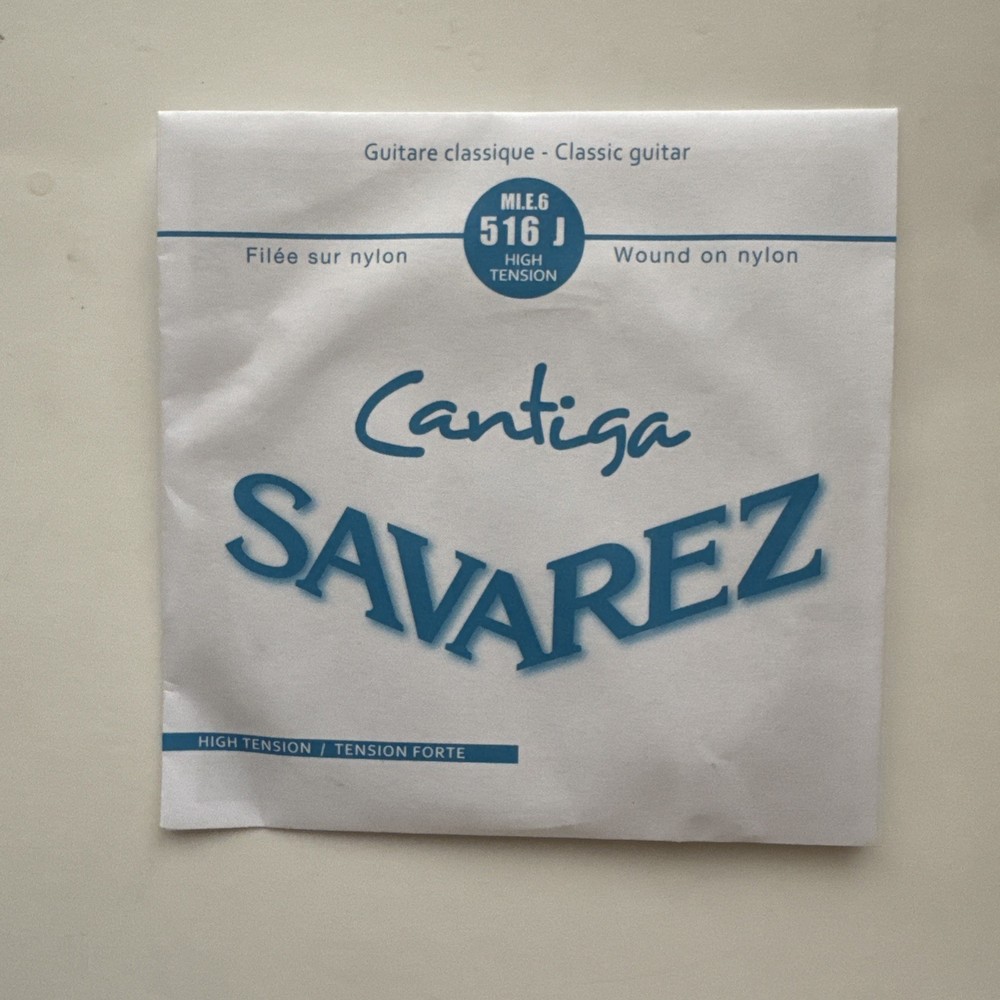 Guitare classique - Classic guitar
MI.E.6
516 J
HIGH
TENSION
Filée sur nylon
Wound on nylon
Cantiga
SAVAREZ
HIGH TENSION / TENSION FORTE